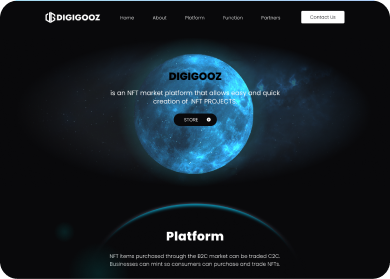 DIGIGOOZ
Home About Platform Function Partners Contact Us
DIGIGOOZ
is an NFT market platform that allows easy and quick
creation of NFT PROJECTS.
STORE
Platform
NFT items purchased through the B2C market can be traded C2C.
Businesses can mint so consumers can purchase and trade NFTs.